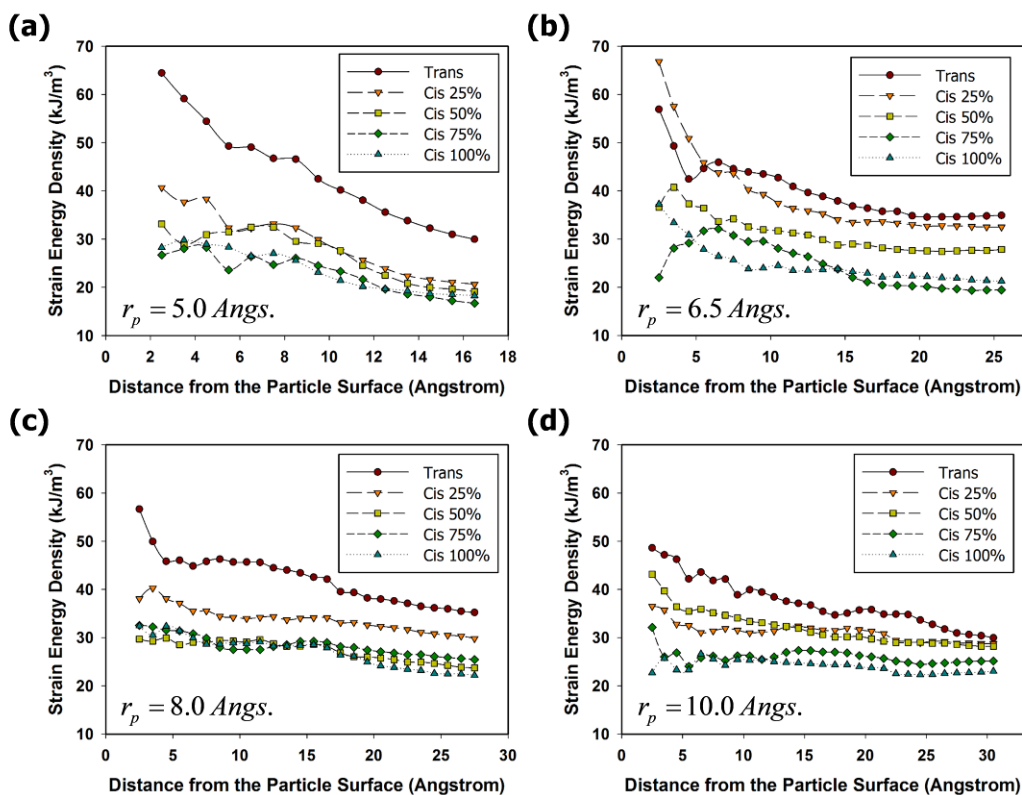 (a)
70
60
50
40
30
20
10
Strain Energy Density (kJ/m³)
Trans
Cis 25%
Cis 50%
Cis 75%
Cis 100%
r_p = 5.0 Angs.
0 2 4 6 8 10 12 14 16 18
Distance from the Particle Surface (Angstrom)
(b)
70
60
50
40
30
20
10
Strain Energy Density (kJ/m³)
Trans
Cis 25%
Cis 50%
Cis 75%
Cis 100%
r_p = 6.5 Angs.
0 5 10 15 20 25
Distance from the Particle Surface (Angstrom)
(c)
70
60
50
40
30
20
10
Strain Energy Density (kJ/m³)
Trans
Cis 25%
Cis 50%
Cis 75%
Cis 100%
r_p = 8.0 Angs.
0 5 10 15 20 25 30
Distance from the Particle Surface (Angstrom)
(d)
70
60
50
40
30
20
10
Strain Energy Density (kJ/m³)
Trans
Cis 25%
Cis 50%
Cis 75%
Cis 100%
r_p = 10.0 Angs.
0 5 10 15 20 25 30
Distance from the Particle Surface (Angstrom)